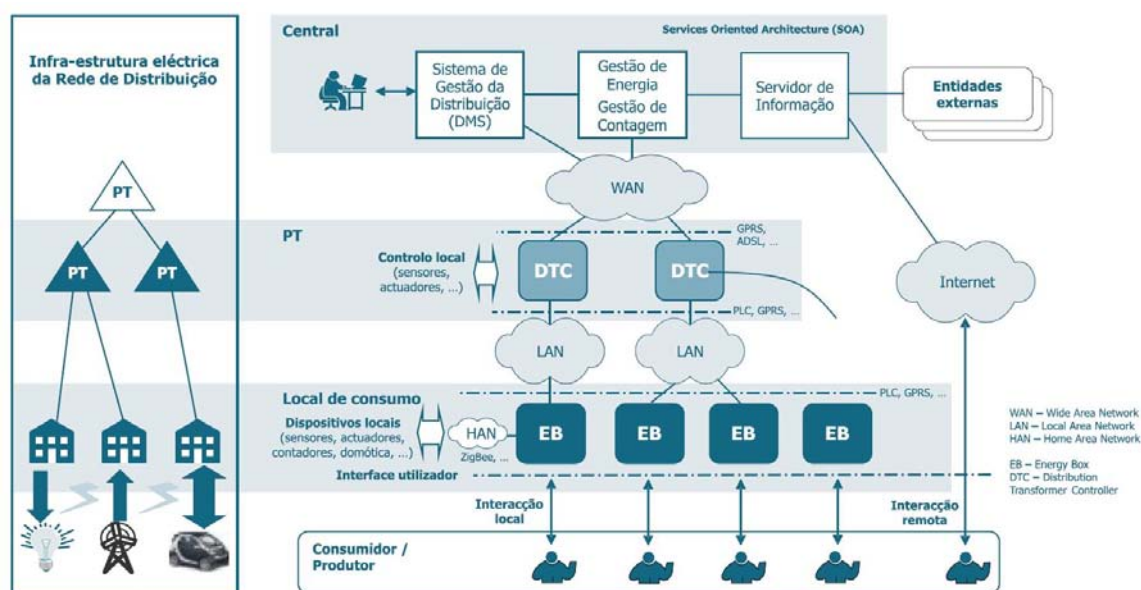 Infra-estrutura eléctrica
da Rede de Distribuição
PT
PT
PT
Central
Services Oriented Architecture (SOA)
Sistema de
Gestão da
Distribuição
(DMS)
Gestão de
Energia
Gestão de
Contagem
Servidor de
Informação
Entidades
externas
WAN
PT
GPRS,
ADSL, ...
Controlo local
(sensores,
actuadores, ...)
DTC
DTC
Internet
PLC, GPRS, ...
LAN
LAN
Local de consumo
PLC, GPRS, ...
Dispositivos locais
(sensores, actuadores,
contadores, domótica, ...)
HAN
ZigBee, ...
EB
EB
EB
EB
Interface utilizador
WAN – Wide Area Network
LAN – Local Area Network
HAN – Home Area Network
EB – Energy Box
DTC – Distribution
Transformer Controller
Interacção
local
Interacção
remota
Consumidor /
Produtor